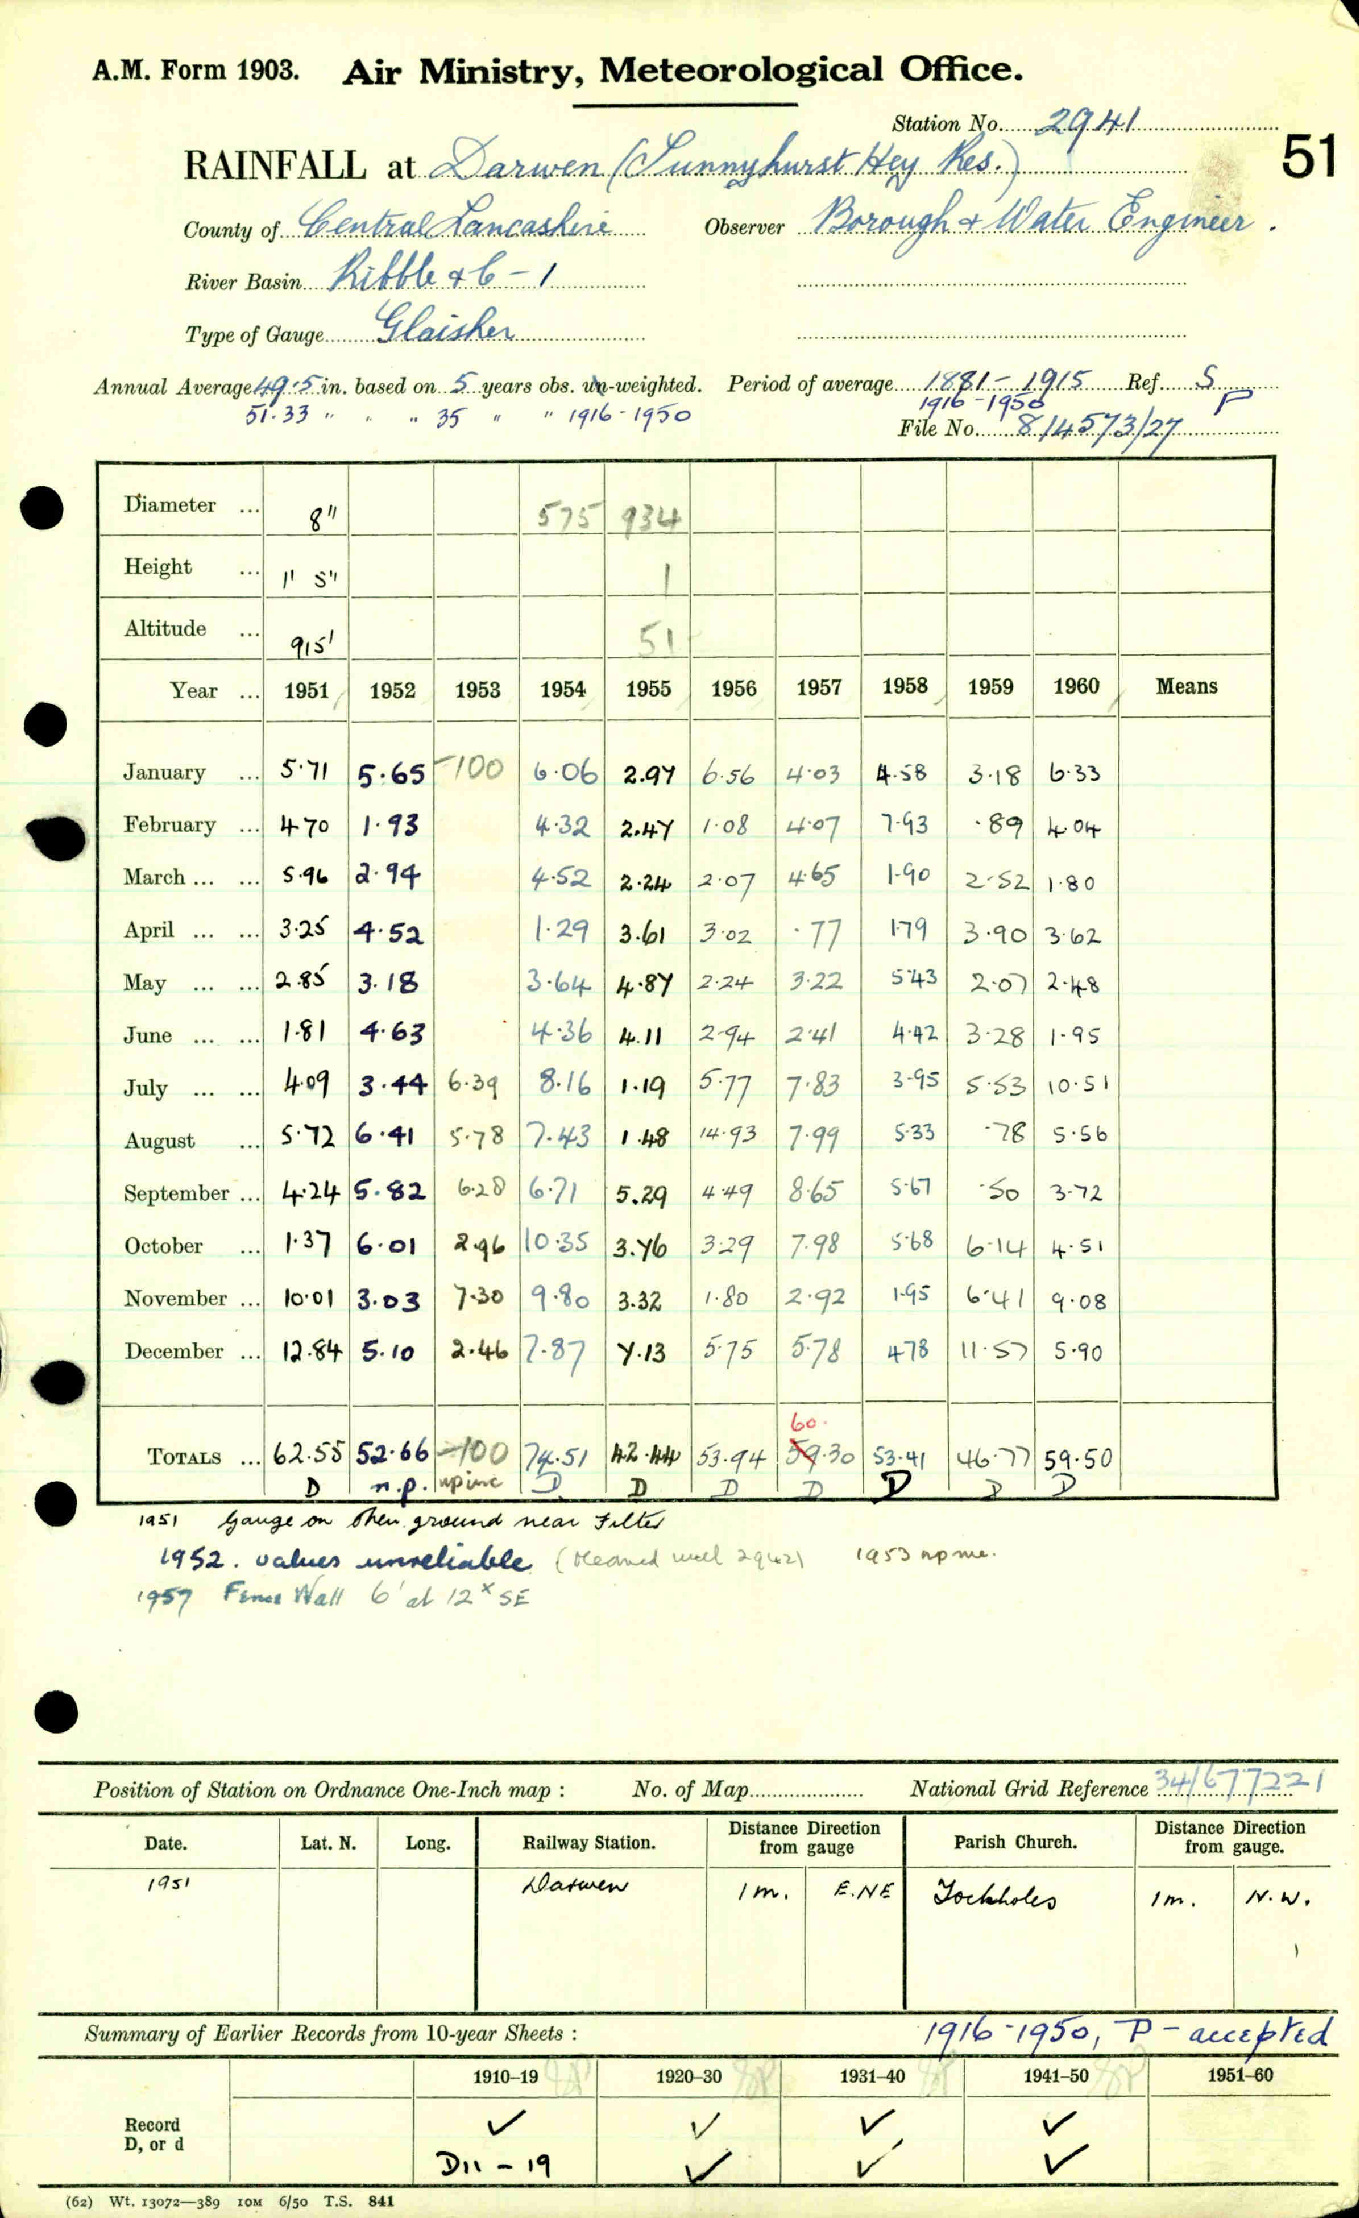 A.M. Form 1903. Air Ministry, Meteorological Office.
Station No. 2941
51
RAINFALL at Darwen (Sunnyhurst Hey Res.)
County of Central Lancashire Observer Borough & Water Engineer.
River Basin Ribble &c - 1
Type of Gauge Glaisher
Annual Average 49.5 in. based on 5 years obs. un-weighted. Period of average 1881-1915 Ref. S
51.33 " " " 35 " " 1916-1950 1916-1950 P
File No. 814573/27
Diameter ... 8" 575 934
Height ... 1' 5" 1
Altitude ... 915' 51
Year ... 1951 1952 1953 1954 1955 1956 1957 1958 1959 1960 Means
January ... 5.71 5.65 -100 6.06 2.97 6.56 4.03 4.58 3.18 6.33
February ... 4.70 1.93 4.32 2.47 1.08 4.07 7.93 .89 4.04
March ... ... 5.96 2.94 4.52 2.24 2.07 4.65 1.90 2.52 1.80
April ... ... 3.25 4.52 1.29 3.61 3.02 .77 1.79 3.90 3.62
May ... ... 2.85 3.18 3.64 4.87 2.24 3.22 5.43 2.07 2.48
June ... ... 1.81 4.63 4.36 4.11 2.94 2.41 4.42 3.28 1.95
July ... ... 4.09 3.44 6.39 8.16 1.19 5.77 7.83 3.95 5.53 10.51
August ... 5.72 6.41 5.78 7.43 1.48 14.93 7.99 5.33 .78 5.56
September ... 4.24 5.82 6.28 6.71 5.29 4.49 8.65 5.67 .50 3.72
October ... 1.37 6.01 2.96 10.35 3.76 3.29 7.98 5.68 6.14 4.51
November ... 10.01 3.03 7.30 9.80 3.32 1.80 2.92 1.95 6.41 9.08
December ... 12.84 5.10 2.46 7.87 7.13 5.75 5.78 4.78 11.57 5.90
60.
TOTALS ... 62.55 52.66 -100 74.51 42.44 53.94 59.30 53.41 46.77 59.50
D n.p. D D D D D D D
1951 Gauge on open ground near Filter
1952. values unreliable (Meaned well 2942) 1953
1957 Fence Wall 6' at 12x SE
Position of Station on Ordnance One-Inch map : No. of Map National Grid Reference 34/677221
Date. Lat. N. Long. Railway Station. Distance Direction from gauge Parish Church. Distance Direction from gauge.
1951 Darwen 1 m. E.NE Tockholes 1 m. N.W.
Summary of Earlier Records from 10-year Sheets : 1916-1950, P - accepted
1910-19 1920-30 1931-40 1941-50 1951-60
Record ✓ ✓ ✓ ✓
D, or d D11 - 19 ✓ ✓ ✓
(62) Wt. 13072—389 10M 6/50 T.S. 841